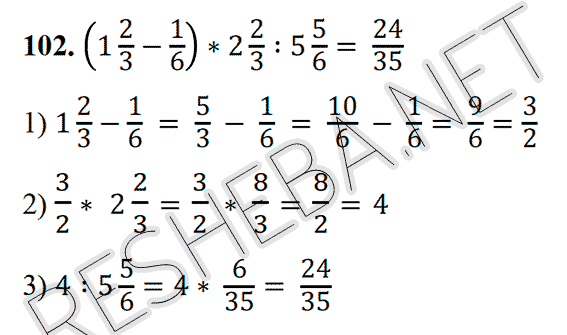 102. (1 2/3 − 1/6) ∗ 2 2/3 : 5 5/6 = 24/35
1) 1 2/3 − 1/6 = 5/3 − 1/6 = 10/6 − 1/6 = 9/6 = 3/2
2) 3/2 ∗ 2 2/3 = 3/2 ∗ 8/3 = 8/2 = 4
3) 4 : 5 5/6 = 4 ∗ 6/35 = 24/35
RESHEBA.NET